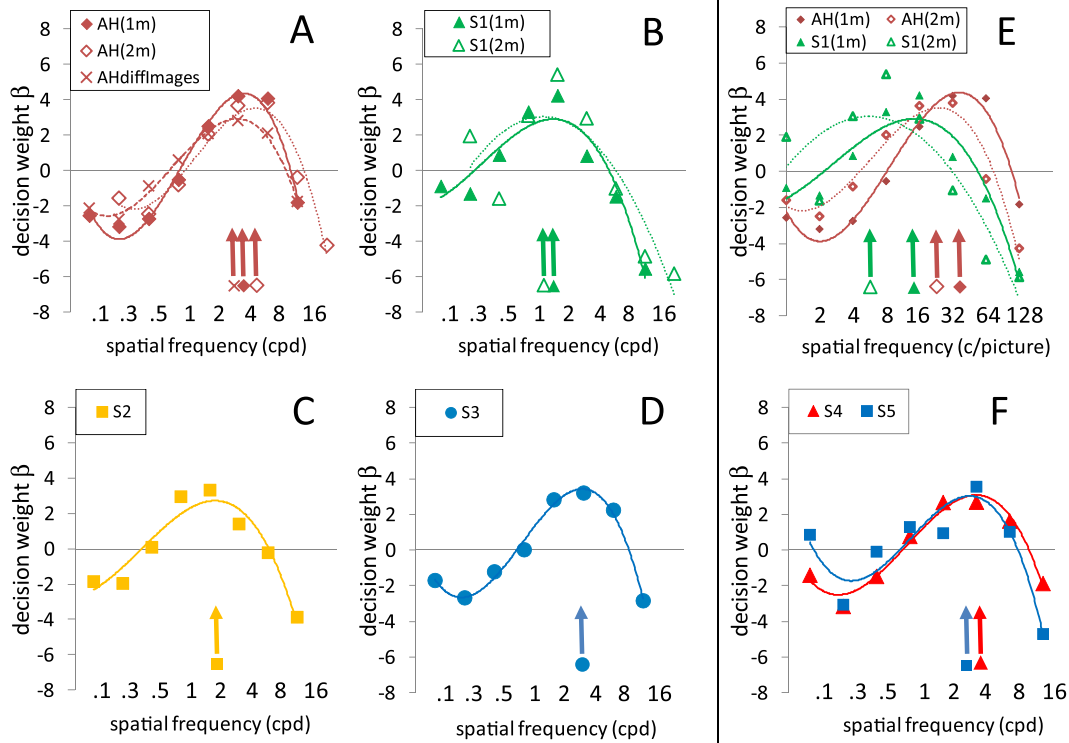 AH(1m)
AH(2m)
AHdiffImages
A
decision weight β
8
6
4
2
0
-2
-4
-6
-8
.1 .3 .5 1 2 4 8 16
spatial frequency (cpd)
S1(1m)
S1(2m)
B
decision weight β
8
6
4
2
0
-2
-4
-6
-8
.1 .3 .5 1 2 4 8 16
spatial frequency (cpd)
AH(1m) AH(2m)
S1(1m) S1(2m)
E
decision weight β
8
6
4
2
0
-2
-4
-6
-8
2 4 8 16 32 64 128
spatial frequency (c/picture)
S2
C
decision weight β
8
6
4
2
0
-2
-4
-6
-8
.1 .3 .5 1 2 4 8 16
spatial frequency (cpd)
S3
D
decision weight β
8
6
4
2
0
-2
-4
-6
-8
.1 .3 .5 1 2 4 8 16
spatial frequency (cpd)
S4 S5
F
decision weight β
8
6
4
2
0
-2
-4
-6
-8
.1 .3 .5 1 2 4 8 16
spatial frequency (cpd)